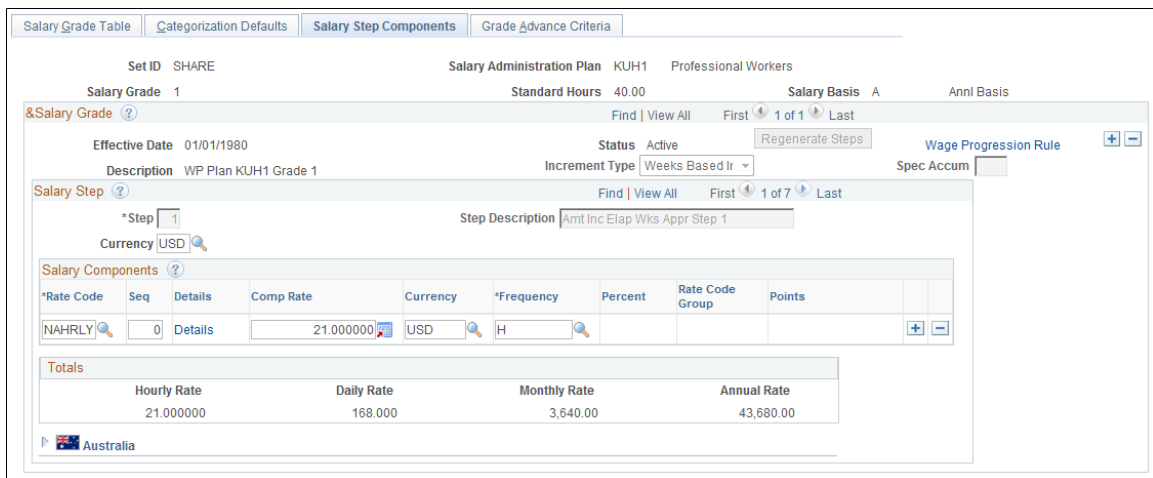 Salary Grade Table Categorization Defaults Salary Step Components Grade Advance Criteria
Set ID SHARE Salary Administration Plan KUH1 Professional Workers
Salary Grade 1 Standard Hours 40.00 Salary Basis A Annl Basis
&Salary Grade ? Find | View All First 1 of 1 Last
Effective Date 01/01/1980 Status Active Regenerate Steps Wage Progression Rule + −
Description WP Plan KUH1 Grade 1 Increment Type Weeks Based Ir Spec Accum
Salary Step ? Find | View All First 1 of 7 Last
*Step 1 Step Description Amt Inc Elap Wks Appr Step 1
Currency USD
Salary Components ?
*Rate Code Seq Details Comp Rate Currency *Frequency Percent Rate Code Group Points
NAHRLY 0 Details 21.000000 USD H + −
Totals
Hourly Rate Daily Rate Monthly Rate Annual Rate
21.000000 168.000 3,640.00 43,680.00
Australia